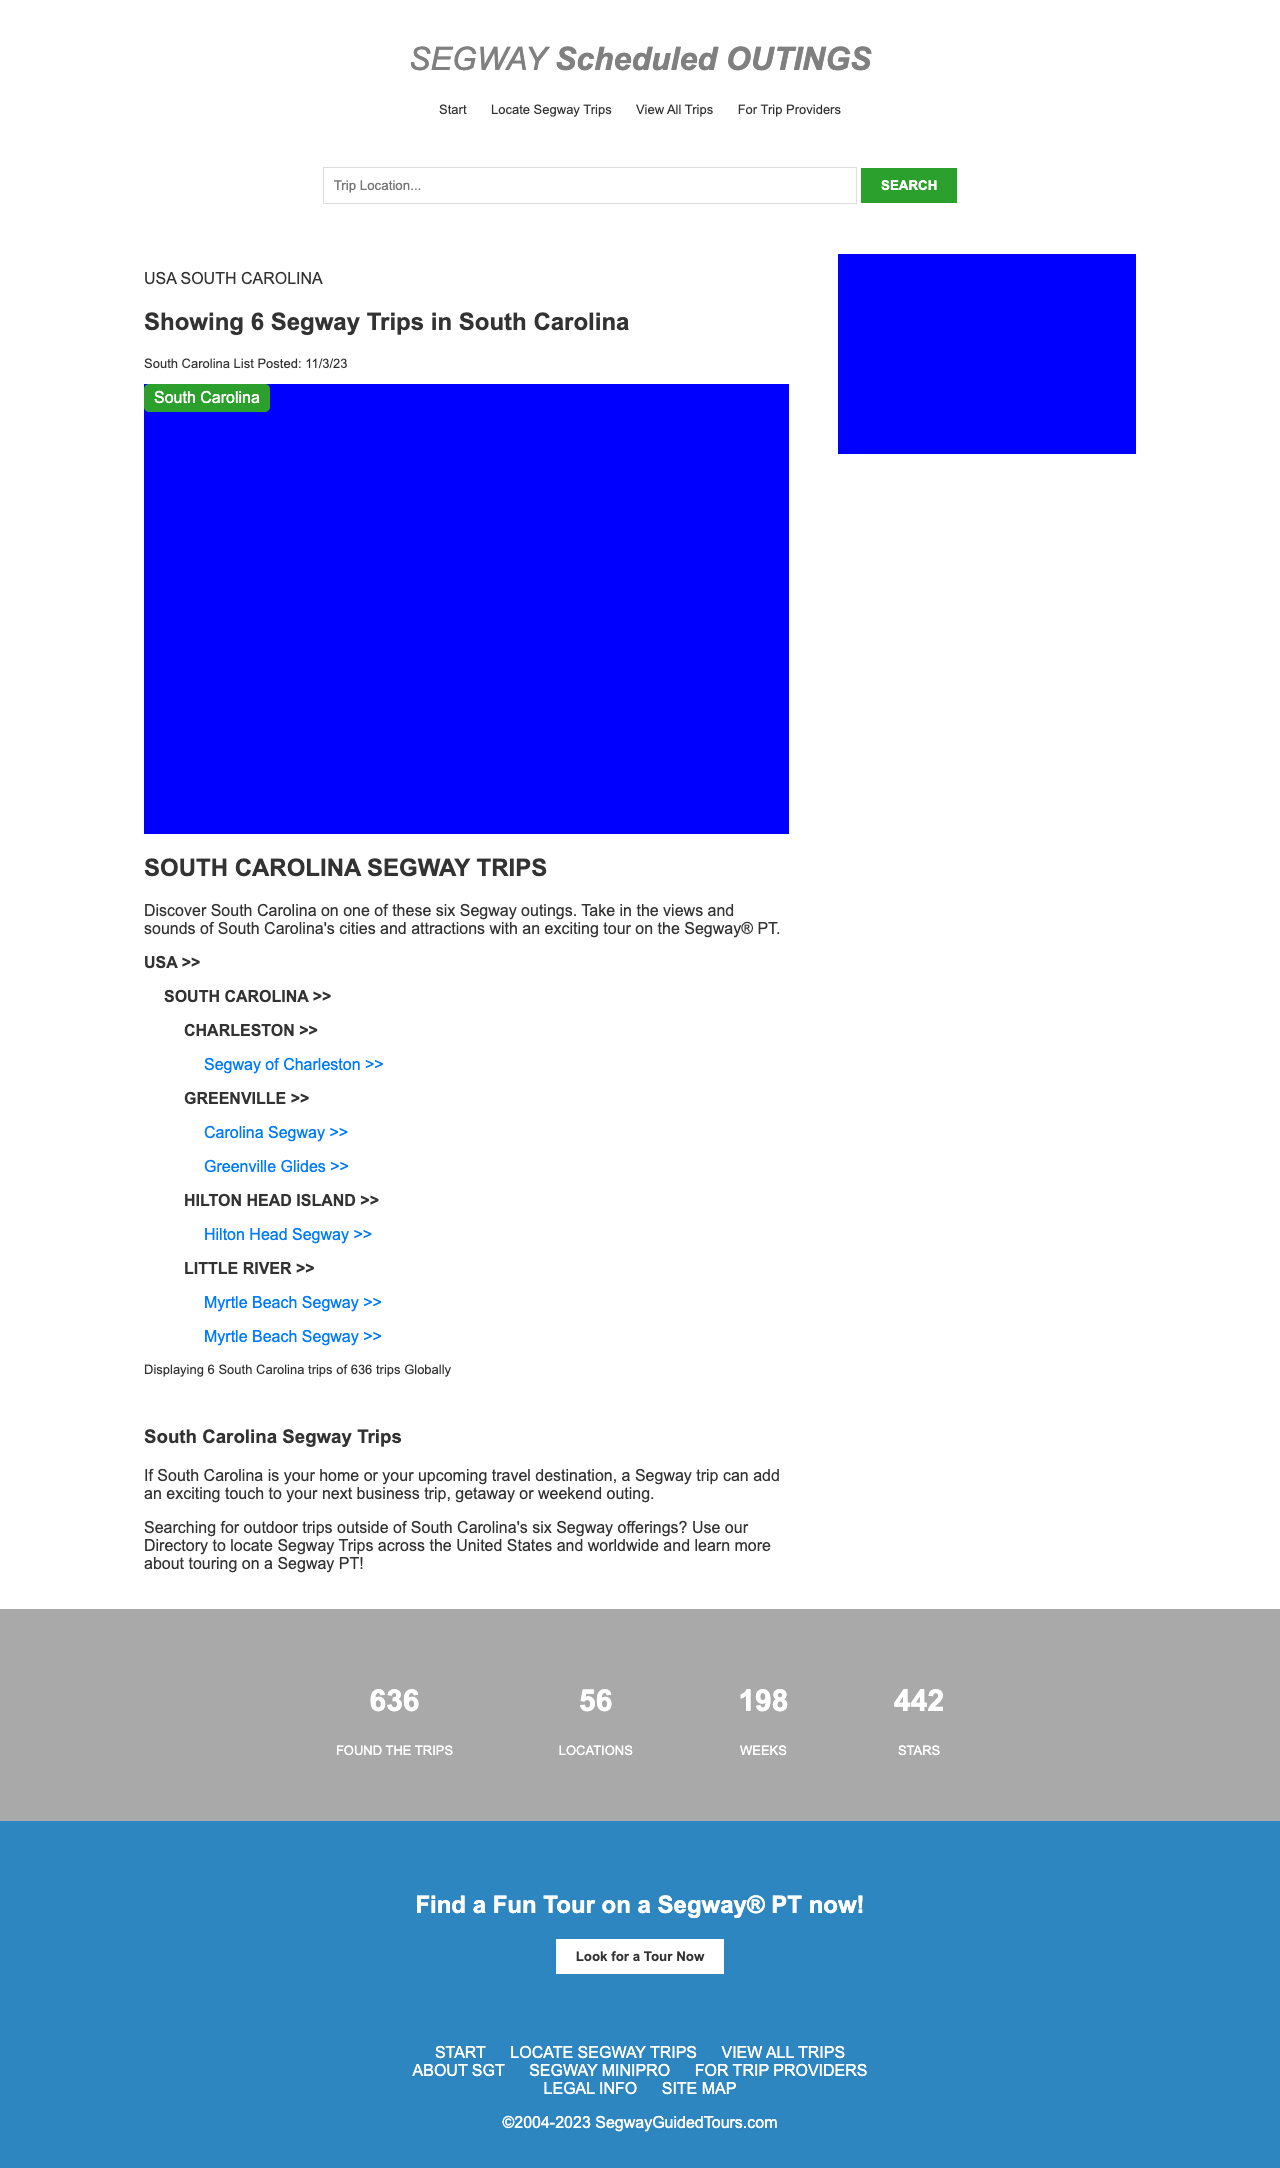 SEGWAY Scheduled OUTINGS
Start Locate Segway Trips View All Trips For Trip Providers
Trip Location... SEARCH
USA SOUTH CAROLINA
Showing 6 Segway Trips in South Carolina
South Carolina List Posted: 11/3/23
South Carolina
SOUTH CAROLINA SEGWAY TRIPS
Discover South Carolina on one of these six Segway outings. Take in the views and
sounds of South Carolina's cities and attractions with an exciting tour on the Segway® PT.
USA >>
SOUTH CAROLINA >>
CHARLESTON >>
Segway of Charleston >>
GREENVILLE >>
Carolina Segway >>
Greenville Glides >>
HILTON HEAD ISLAND >>
Hilton Head Segway >>
LITTLE RIVER >>
Myrtle Beach Segway >>
Myrtle Beach Segway >>
Displaying 6 South Carolina trips of 636 trips Globally
South Carolina Segway Trips
If South Carolina is your home or your upcoming travel destination, a Segway trip can add
an exciting touch to your next business trip, getaway or weekend outing.
Searching for outdoor trips outside of South Carolina's six Segway offerings? Use our
Directory to locate Segway Trips across the United States and worldwide and learn more
about touring on a Segway PT!
636 56 198 442
FOUND THE TRIPS LOCATIONS WEEKS STARS
Find a Fun Tour on a Segway® PT now!
Look for a Tour Now
START LOCATE SEGWAY TRIPS VIEW ALL TRIPS
ABOUT SGT SEGWAY MINIPRO FOR TRIP PROVIDERS
LEGAL INFO SITE MAP
©2004-2023 SegwayGuidedTours.com